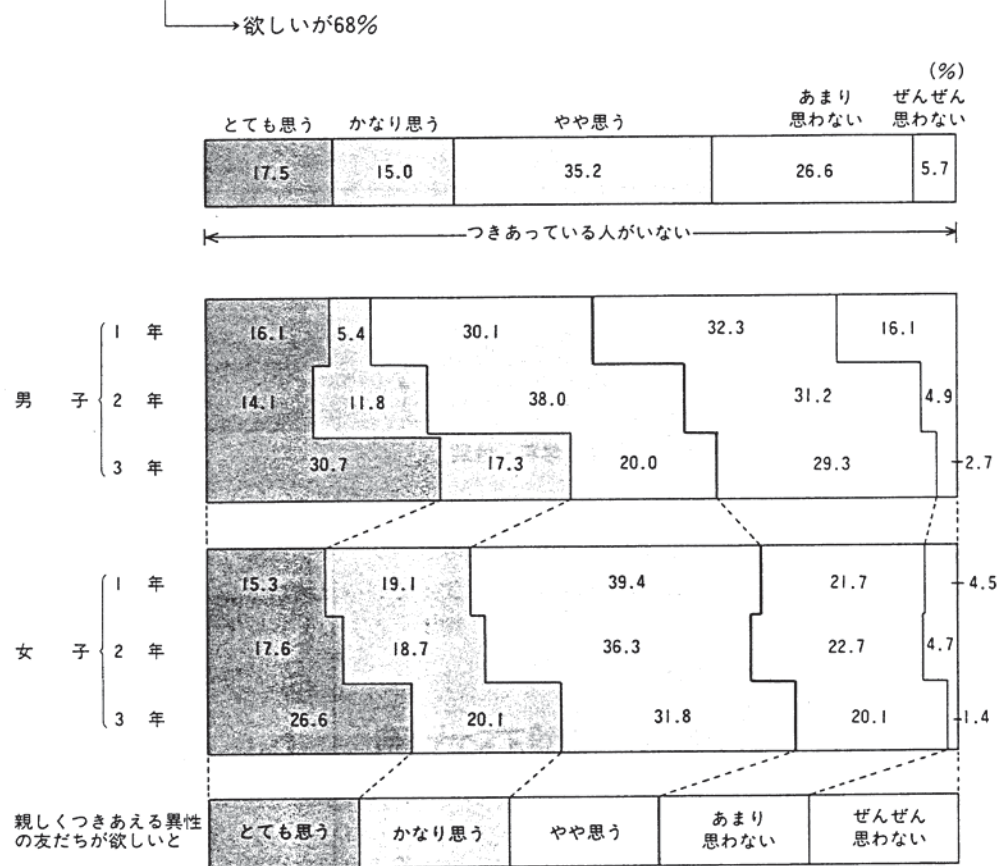 欲しいが68%
(%)
とても思う かなり思う やや思う あまり思わない ぜんぜん思わない
17.5 15.0 35.2 26.6 5.7
つきあっている人がいない
男子
1年 16.1 5.4 30.1 32.3 16.1
2年 14.1 11.8 38.0 31.2 4.9
3年 30.7 17.3 20.0 29.3 2.7
女子
1年 15.3 19.1 39.4 21.7 4.5
2年 17.6 18.7 36.3 22.7 4.7
3年 26.6 20.1 31.8 20.1 1.4
親しくつきあえる異性
の友だちが欲しいと
とても思う かなり思う やや思う あまり思わない ぜんぜん思わない